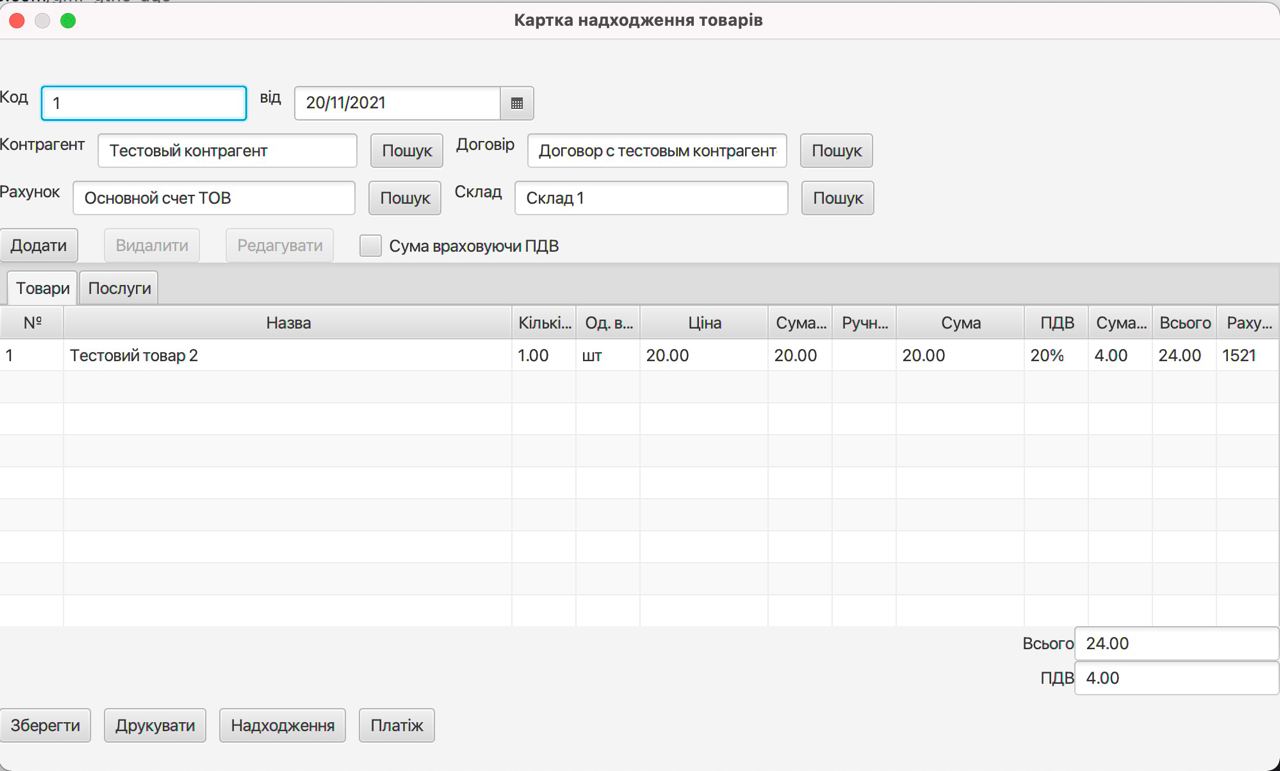 Картка надходження товарів
Код 1 від 20/11/2021
Контрагент Тестовый контрагент Пошук Договір Договор с тестовым контрагент Пошук
Рахунок Основной счет ТОВ Пошук Склад Склад 1 Пошук
Додати Видалити Редагувати Сума враховуючи ПДВ
Товари Послуги
№ Назва Кількі... Од. в... Ціна Сума... Ручн... Сума ПДВ Сума... Всього Раху...
1 Тестовий товар 2 1.00 шт 20.00 20.00 20.00 20% 4.00 24.00 1521
Всього 24.00
ПДВ 4.00
Зберегти Друкувати Надходження Платіж